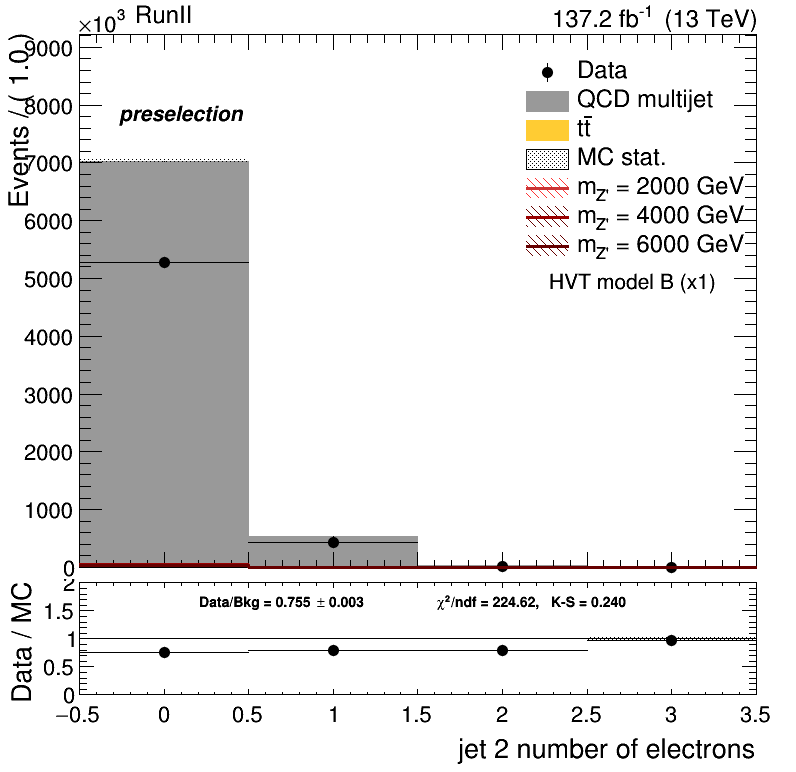 ×10³ RunII 137.2 fb⁻¹ (13 TeV)
Events / ( 1.0 )
9000
8000
7000
6000
5000
4000
3000
2000
1000
0
preselection
Data
QCD multijet
tt̄
MC stat.
m_Z' = 2000 GeV
m_Z' = 4000 GeV
m_Z' = 6000 GeV
HVT model B (x1)
Data / MC
2
1.5
1
0.5
0
Data/Bkg = 0.755 ± 0.003 χ²/ndf = 224.62, K-S = 0.240
−0.5 0 0.5 1 1.5 2 2.5 3 3.5
jet 2 number of electrons